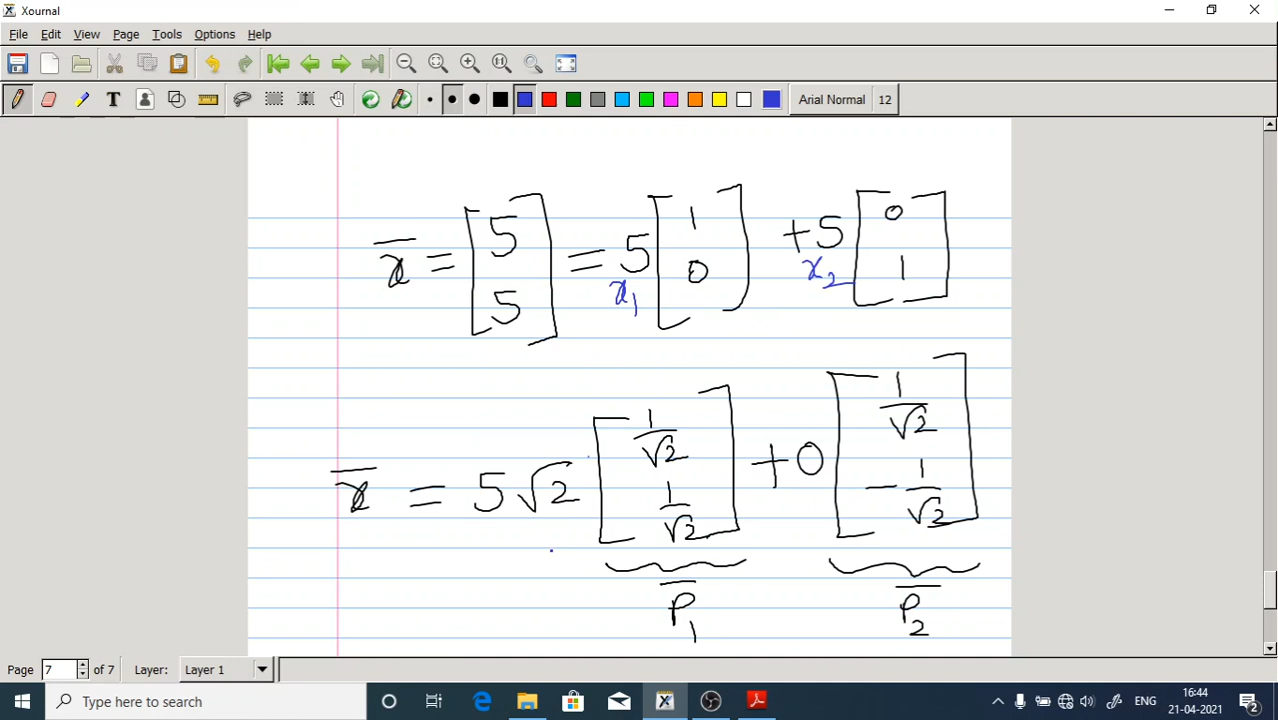 Xournal
File Edit View Page Tools Options Help
Arial Normal 12
x̄ = [5 5] = 5 [1 0] + 5 [0 1]
x₁ x₂
x̄ = 5√2 [1/√2 1/√2] + 0 [1/√2 -1/√2]
P̄₁ P̄₂
Page 7 of 7 Layer: Layer 1
Type here to search
ENG
16:44
21-04-2021
2